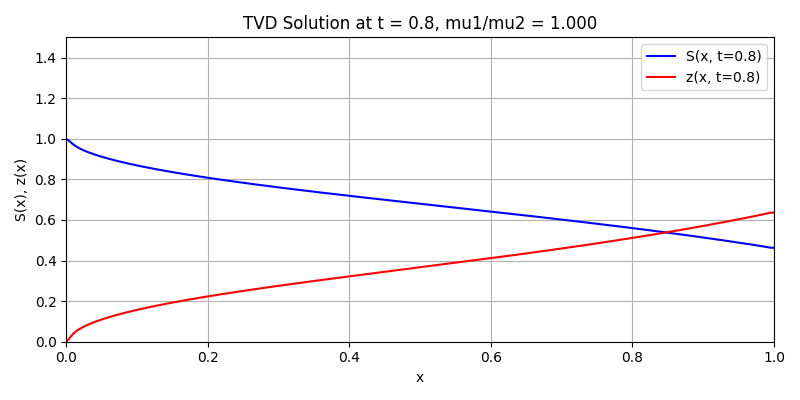 TVD Solution at t = 0.8, mu1/mu2 = 1.000
S(x, t=0.8)
z(x, t=0.8)
S(x), z(x)
1.4
1.2
1.0
0.8
0.6
0.4
0.2
0.0
0.0 0.2 0.4 0.6 0.8 1.0
x